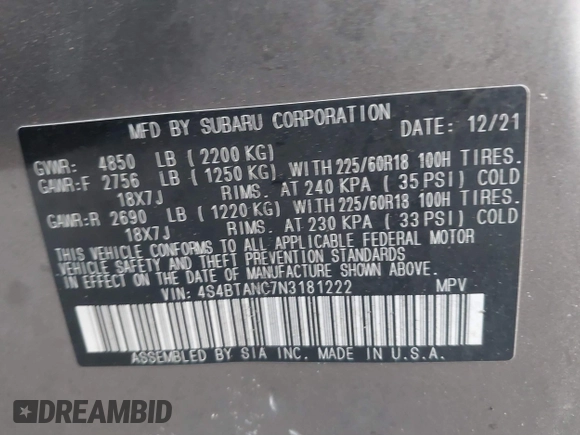 MFD BY SUBARU CORPORATION DATE: 12/21
GVWR: 4850 LB (2200 KG)
GAWR:F 2756 LB (1250 KG) WITH 225/60R18 100H TIRES.
18X7J RIMS. AT 240 KPA (35 PSI) COLD
GAWR:R 2690 LB (1220 KG) WITH 225/60R18 100H TIRES.
18X7J RIMS. AT 230 KPA (33 PSI) COLD
THIS VEHICLE CONFORMS TO ALL APPLICABLE FEDERAL MOTOR
VEHICLE SAFETY AND THEFT PREVENTION STANDARDS
IN EFFECT ON THE DATE OF MANUFACTURE SHOWN ABOVE.
VIN: 4S4BTANC7N3181222 MPV
ASSEMBLED BY SIA INC. MADE IN U.S.A.
DREAMBID